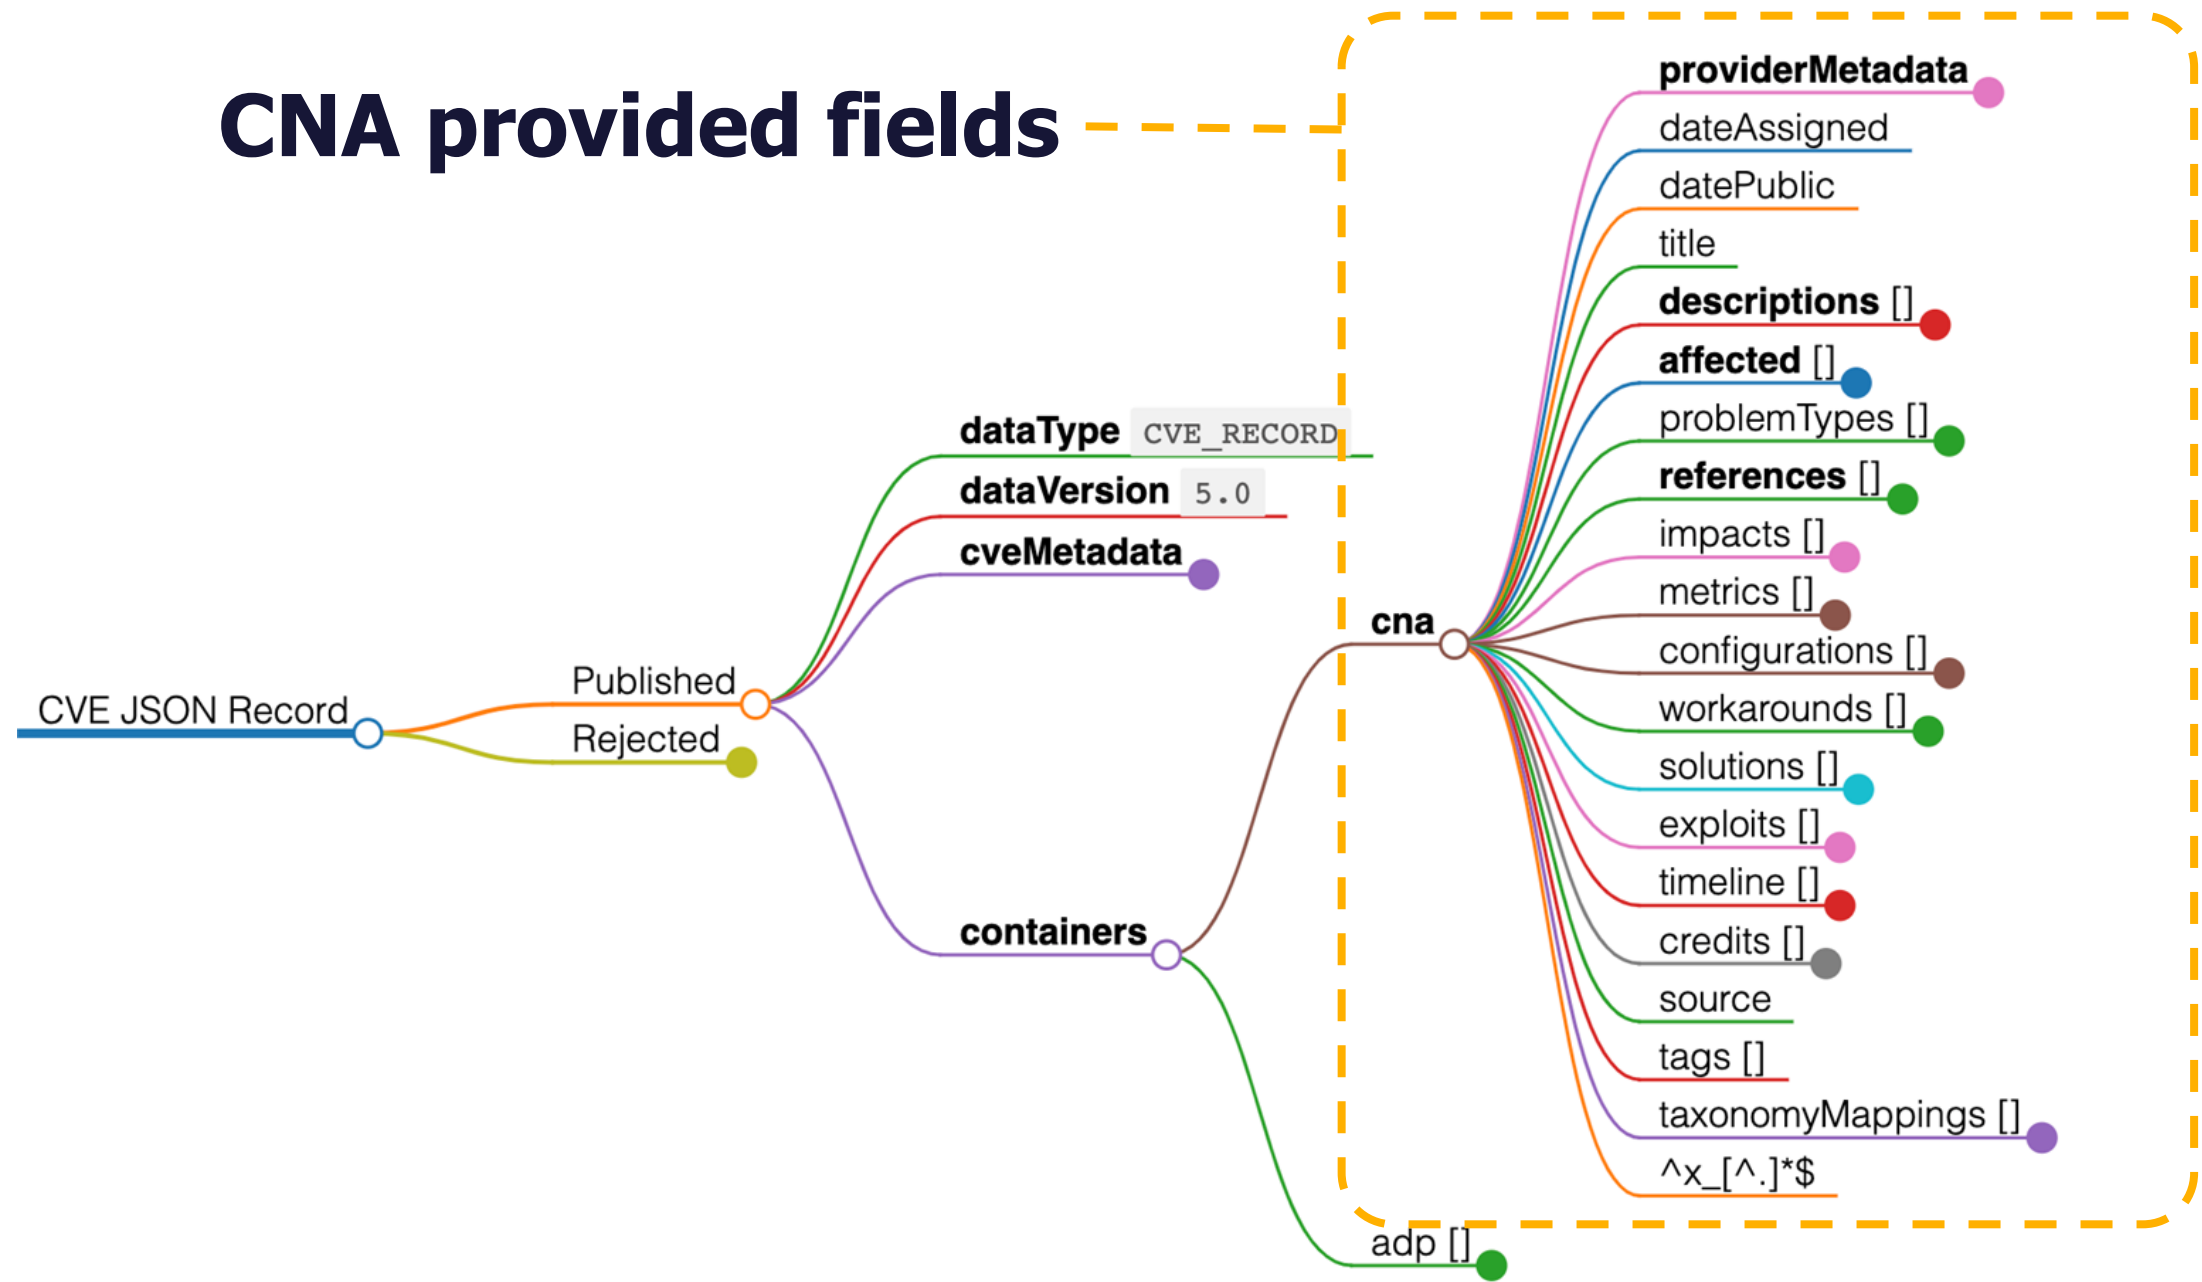 CNA provided fields
CVE JSON Record
Published
Rejected
dataType CVE_RECORD
dataVersion 5.0
cveMetadata
containers
cna
adp []
providerMetadata
dateAssigned
datePublic
title
descriptions []
affected []
problemTypes []
references []
impacts []
metrics []
configurations []
workarounds []
solutions []
exploits []
timeline []
credits []
source
tags []
taxonomyMappings []
^x_[^.]*$